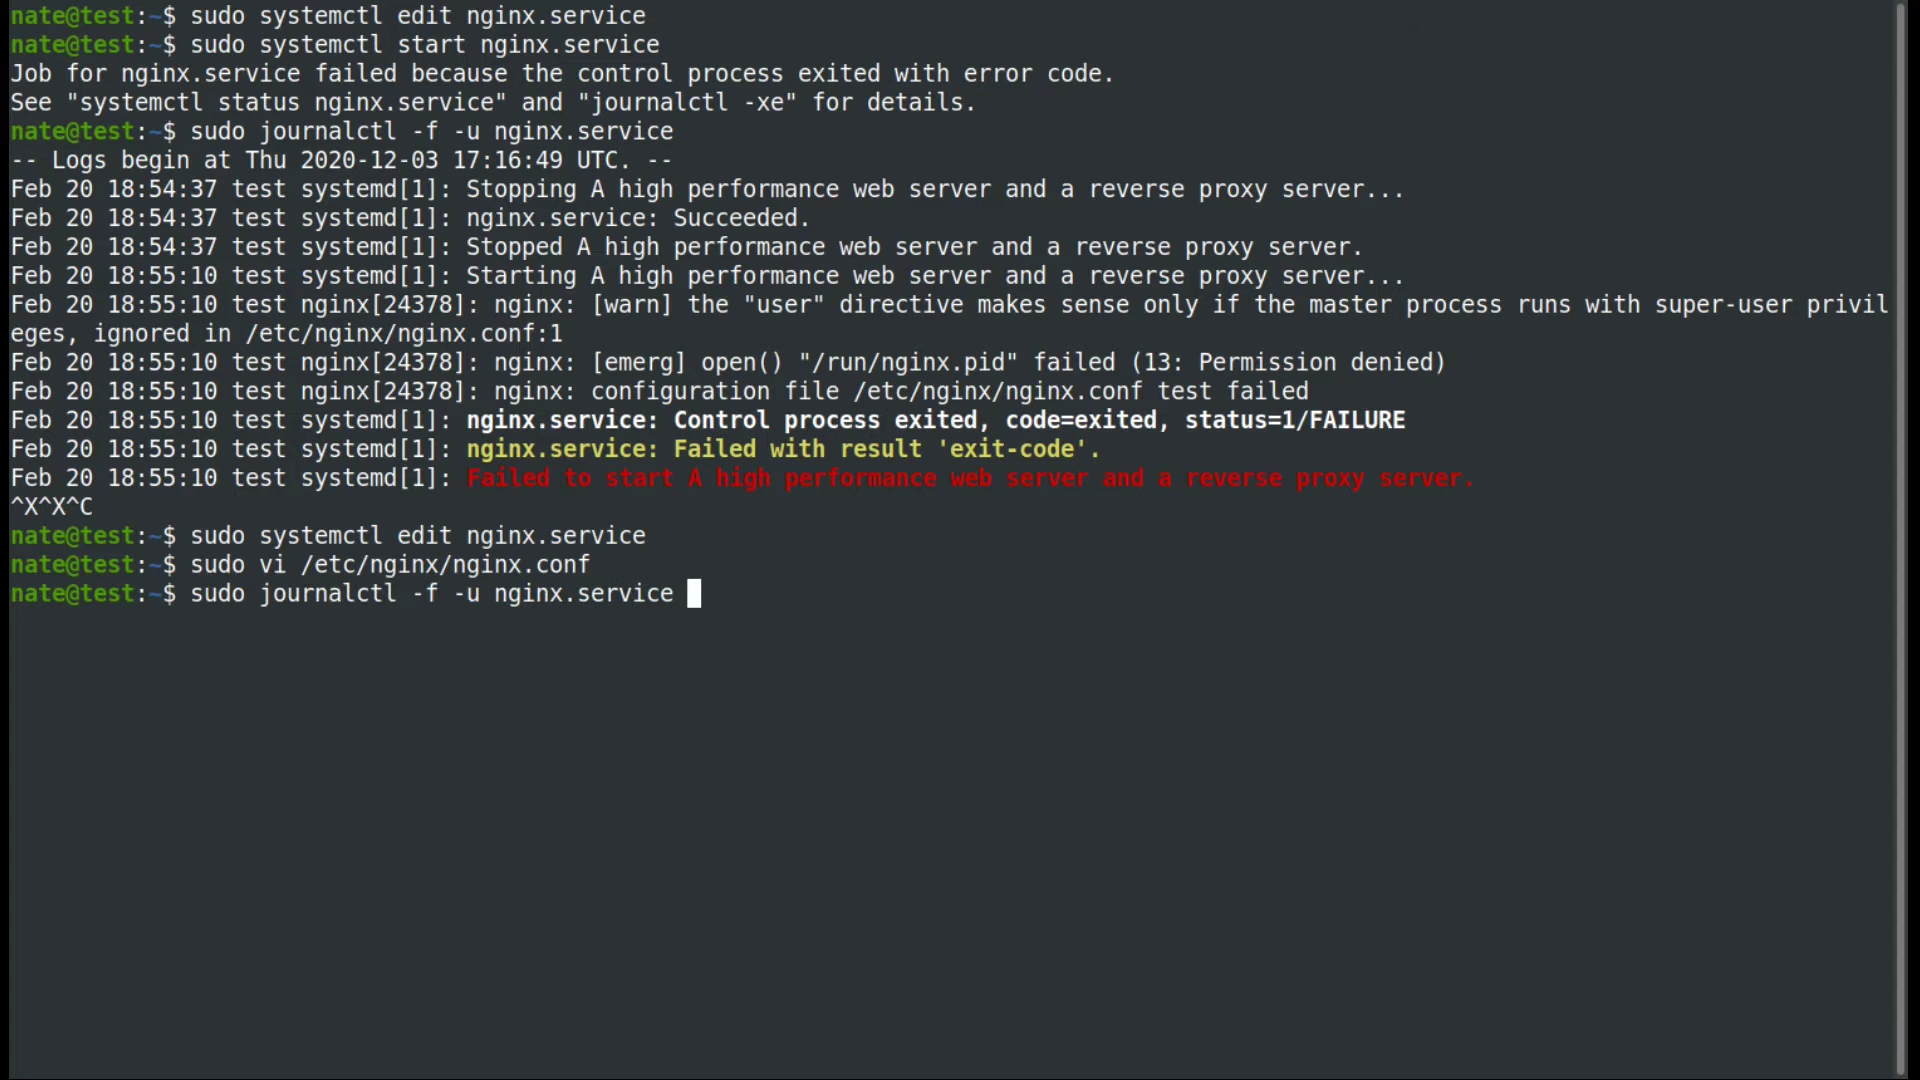 nate@test:~$ sudo systemctl edit nginx.service
nate@test:~$ sudo systemctl start nginx.service
Job for nginx.service failed because the control process exited with error code.
See "systemctl status nginx.service" and "journalctl -xe" for details.
nate@test:~$ sudo journalctl -f -u nginx.service
-- Logs begin at Thu 2020-12-03 17:16:49 UTC. --
Feb 20 18:54:37 test systemd[1]: Stopping A high performance web server and a reverse proxy server...
Feb 20 18:54:37 test systemd[1]: nginx.service: Succeeded.
Feb 20 18:54:37 test systemd[1]: Stopped A high performance web server and a reverse proxy server.
Feb 20 18:55:10 test systemd[1]: Starting A high performance web server and a reverse proxy server...
Feb 20 18:55:10 test nginx[24378]: nginx: [warn] the "user" directive makes sense only if the master process runs with super-user privil
eges, ignored in /etc/nginx/nginx.conf:1
Feb 20 18:55:10 test nginx[24378]: nginx: [emerg] open() "/run/nginx.pid" failed (13: Permission denied)
Feb 20 18:55:10 test nginx[24378]: nginx: configuration file /etc/nginx/nginx.conf test failed
Feb 20 18:55:10 test systemd[1]: nginx.service: Control process exited, code=exited, status=1/FAILURE
Feb 20 18:55:10 test systemd[1]: nginx.service: Failed with result 'exit-code'.
Feb 20 18:55:10 test systemd[1]: Failed to start A high performance web server and a reverse proxy server.
^X^X^C
nate@test:~$ sudo systemctl edit nginx.service
nate@test:~$ sudo vi /etc/nginx/nginx.conf
nate@test:~$ sudo journalctl -f -u nginx.service